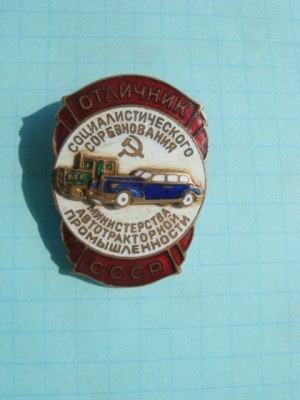 ОТЛИЧНИК
СОЦИАЛИСТИЧЕСКОГО
СОРЕВНОВАНИЯ
МИНИСТЕРСТВА
АВТОТРАКТОРНОЙ
ПРОМЫШЛЕННОСТИ
СССР